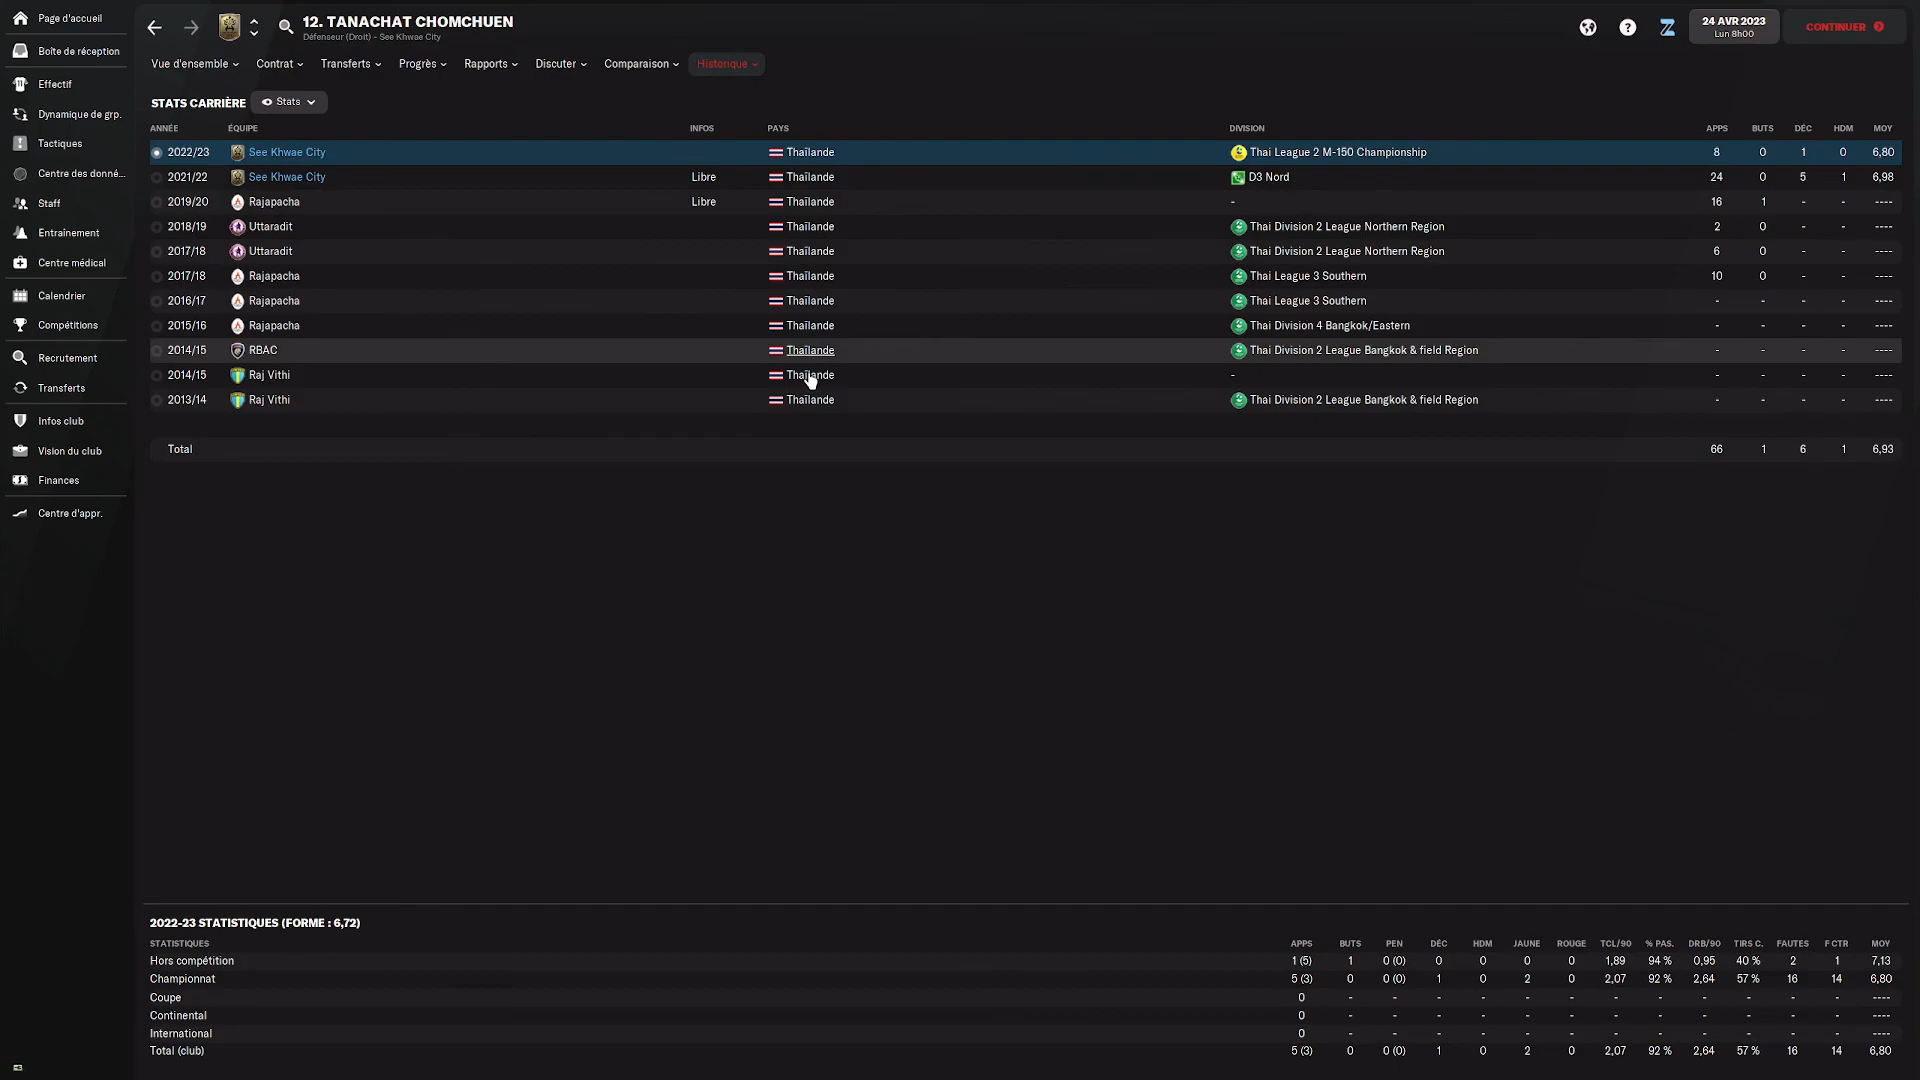 Page d'accueil
Boîte de réception
Effectif
Dynamique de grp.
Tactiques
Centre des donné...
Staff
Entraînement
Centre médical
Calendrier
Compétitions
Recrutement
Transferts
Infos club
Vision du club
Finances
Centre d'appr.
12. TANACHAT CHOMCHUEN
Défenseur (Droit) - See Khwae City
24 AVR 2023
Lun 8h00
CONTINUER
Vue d'ensemble Contrat Transferts Progrès Rapports Discuter Comparaison Historique
STATS CARRIÈRE Stats
ANNÉE ÉQUIPE INFOS PAYS DIVISION APPS BUTS DÉC HDM MOY
2022/23 See Khwae City Thaïlande Thai League 2 M-150 Championship 8 0 1 0 6,80
2021/22 See Khwae City Libre Thaïlande D3 Nord 24 0 5 1 6,98
2019/20 Rajapacha Libre Thaïlande - 16 1 - - ----
2018/19 Uttaradit Thaïlande Thai Division 2 League Northern Region 2 0 - - ----
2017/18 Uttaradit Thaïlande Thai Division 2 League Northern Region 6 0 - - ----
2017/18 Rajapacha Thaïlande Thai League 3 Southern 10 0 - - ----
2016/17 Rajapacha Thaïlande Thai League 3 Southern - - - - ----
2015/16 Rajapacha Thaïlande Thai Division 4 Bangkok/Eastern - - - - ----
2014/15 RBAC Thaïlande Thai Division 2 League Bangkok & field Region - - - - ----
2014/15 Raj Vithi Thaïlande - - - - - ----
2013/14 Raj Vithi Thaïlande Thai Division 2 League Bangkok & field Region - - - - ----
Total 66 1 6 1 6,93
2022-23 STATISTIQUES (FORME : 6,72)
STATISTIQUES APPS BUTS PEN DÉC HDM JAUNE ROUGE TCL/90 % PAS. DRB/90 TIRS C. FAUTES F CTR MOY
Hors compétition 1 (5) 1 0 (0) 0 0 0 0 1,89 94 % 0,95 40 % 2 1 7,13
Championnat 5 (3) 0 0 (0) 1 0 2 0 2,07 92 % 2,64 57 % 16 14 6,80
Coupe 0 - - - - - - - - - - - - ----
Continental 0 - - - - - - - - - - - - ----
International 0 - - - - - - - - - - - - ----
Total (club) 5 (3) 0 0 (0) 1 0 2 0 2,07 92 % 2,64 57 % 16 14 6,80